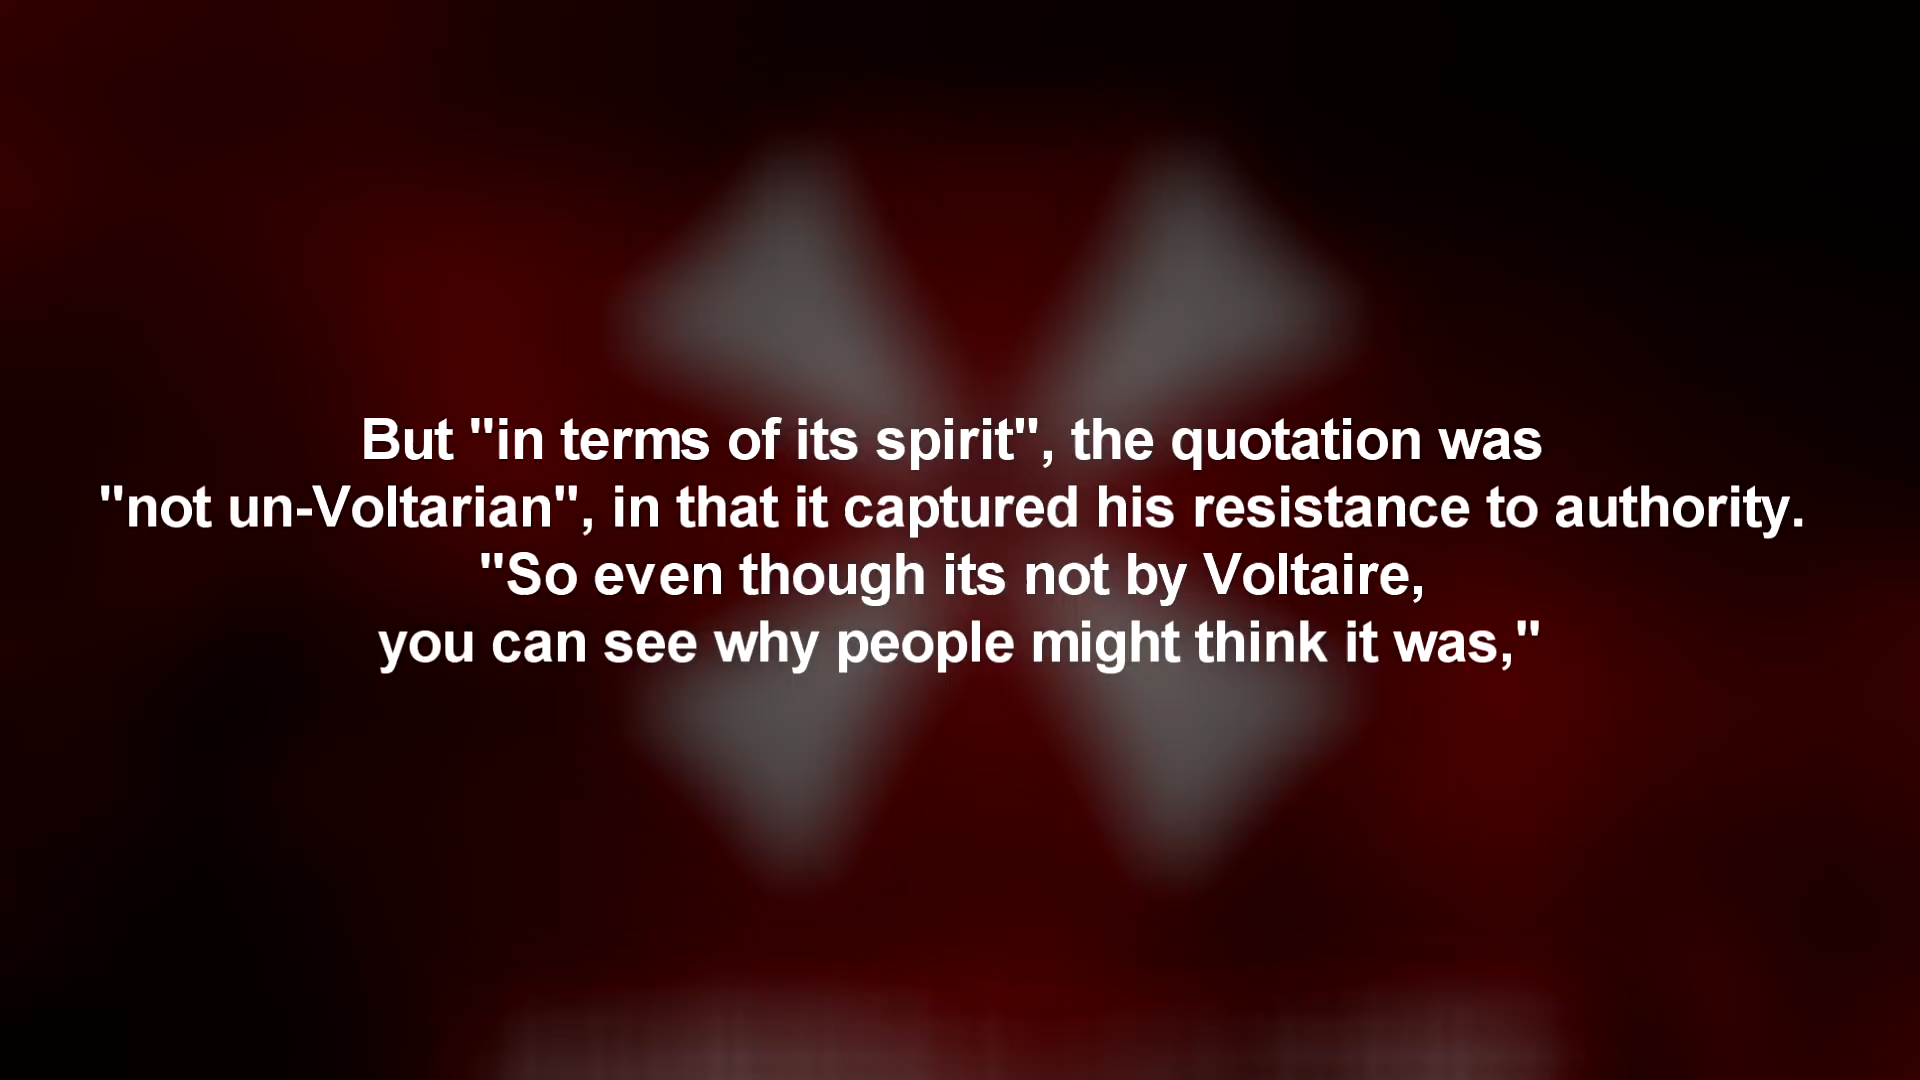 But "in terms of its spirit", the quotation was
"not un-Voltarian", in that it captured his resistance to authority.
"So even though its not by Voltaire,
you can see why people might think it was,"